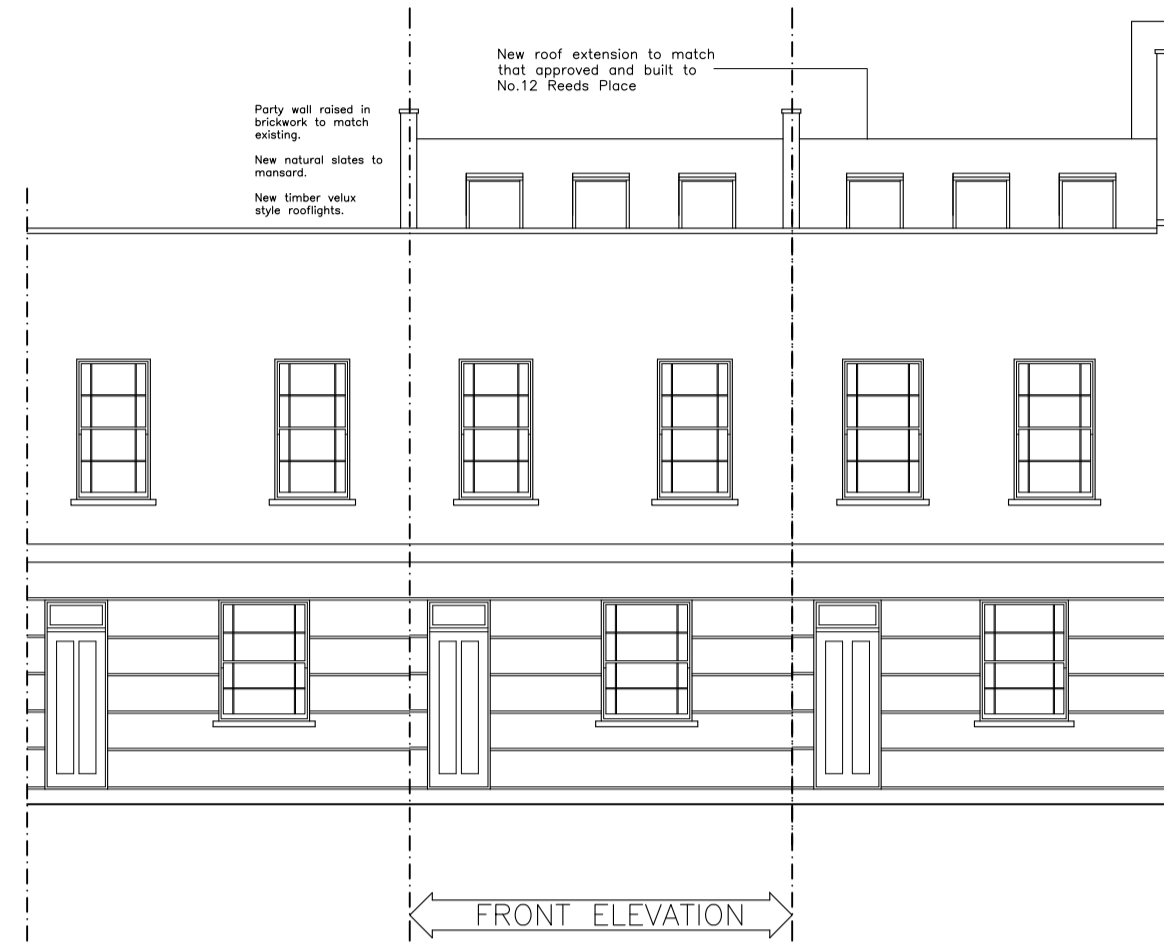 New roof extension to match
that approved and built to
No.12 Reeds Place
Party wall raised in
brickwork to match
existing.
New natural slates to
mansard.
New timber velux
style rooflights.
FRONT ELEVATION